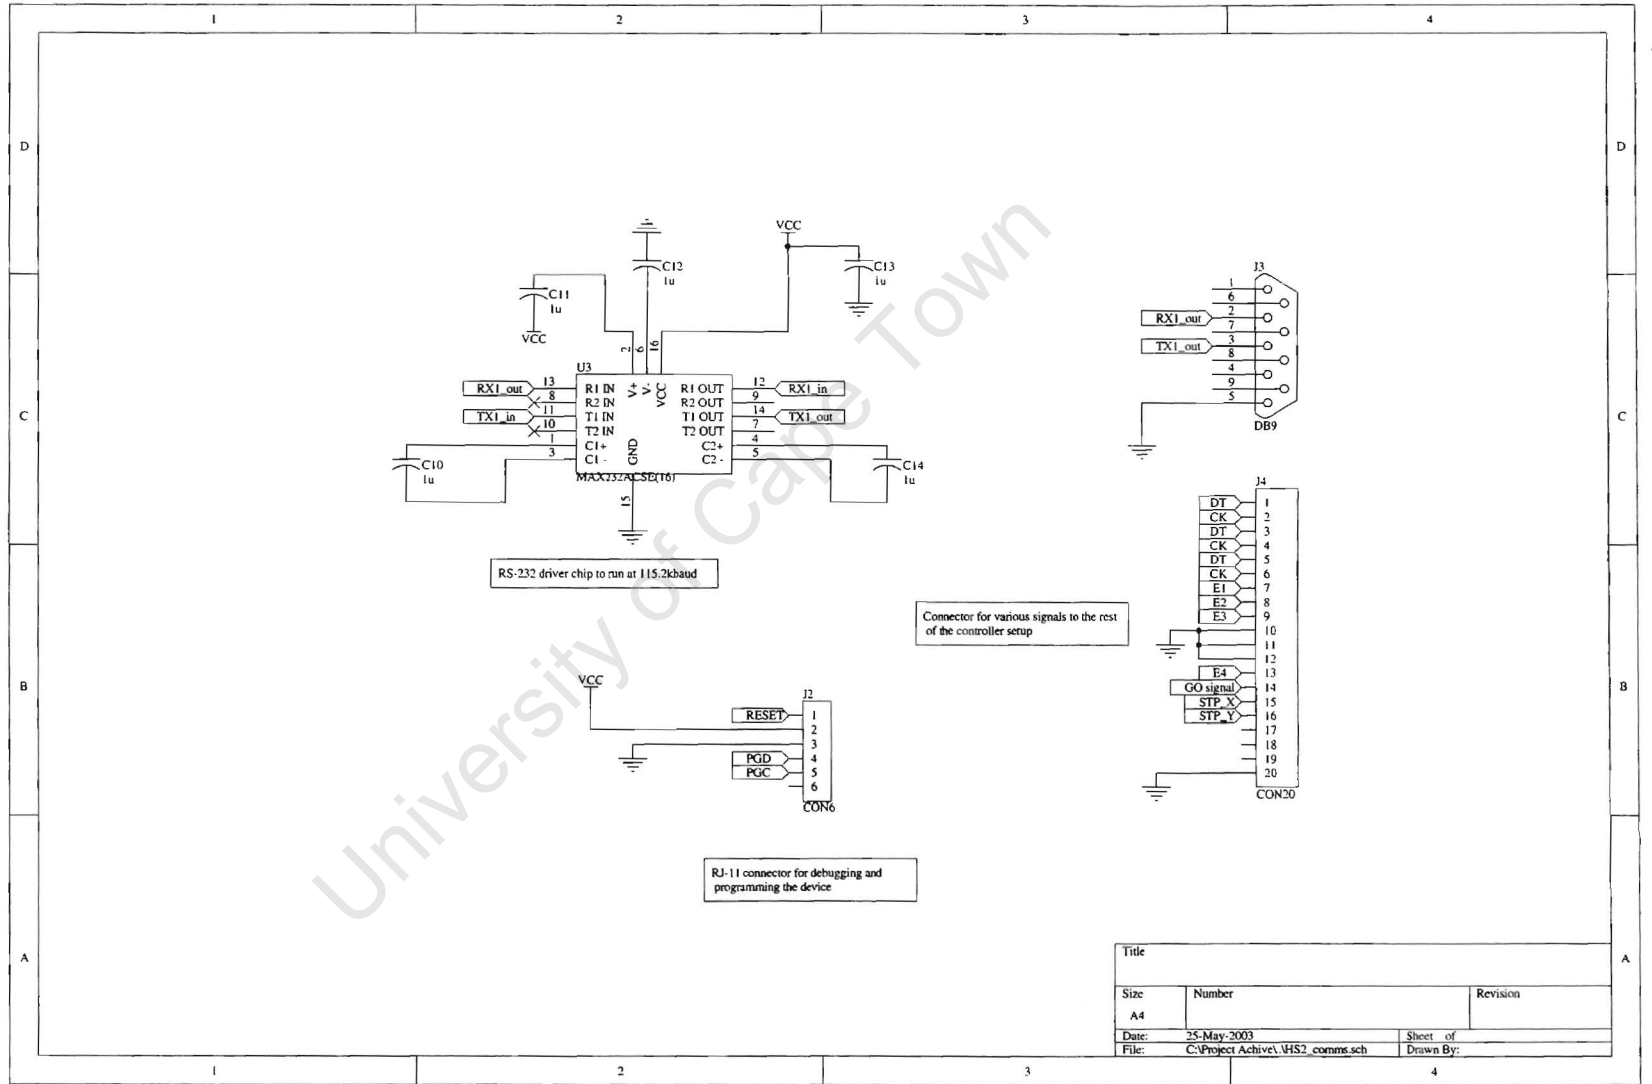 1 2 3 4
D D
VCC
C12
1u
C13
1u
C11
1u
VCC
2 6 16
U3
RX1_out 13 R1 IN V+ V- VCC R1 OUT 12 RX1_in
8 R2 IN R2 OUT 9
TX1_in 11 T1 IN T1 OUT 14 TX1_out
10 T2 IN T2 OUT 7
1 C1+ GND C2+ 4
3 C1 - C2 - 5
C10
1u
C14
1u
MAX232ACSE(16)
15
RS-232 driver chip to run at 115.2kbaud
J3
1
6
RX1_out 2
7
TX1_out 3
8
4
9
5
DB9
C C
J4
DT 1
CK 2
DT 3
CK 4
DT 5
CK 6
E1 7
E2 8
E3 9
10
11
12
E4 13
GO signal 14
STP_X 15
STP_Y 16
17
18
19
20
CON20
Connector for various signals to the rest
of the controller setup
B B
VCC
J2
RESET 1
2
3
PGD 4
PGC 5
6
CON6
RJ-11 connector for debugging and
programming the device
University of Cape Town
A A
Title
Size Number Revision
A4
Date: 25-May-2003 Sheet of
File: C:\Project Achive\.\HS2_comms.sch Drawn By:
1 2 3 4